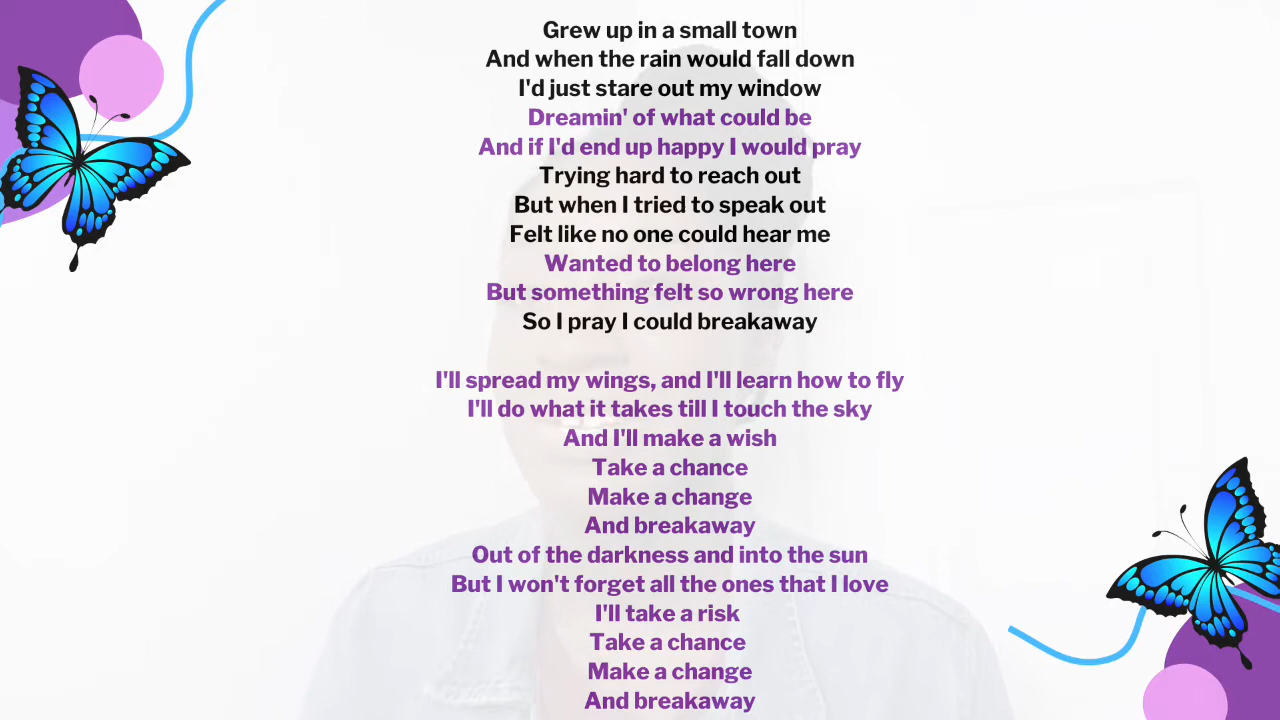 Grew up in a small town
And when the rain would fall down
I'd just stare out my window
Dreamin' of what could be
And if I'd end up happy I would pray
Trying hard to reach out
But when I tried to speak out
Felt like no one could hear me
Wanted to belong here
But something felt so wrong here
So I pray I could breakaway
I'll spread my wings, and I'll learn how to fly
I'll do what it takes till I touch the sky
And I'll make a wish
Take a chance
Make a change
And breakaway
Out of the darkness and into the sun
But I won't forget all the ones that I love
I'll take a risk
Take a chance
Make a change
And breakaway